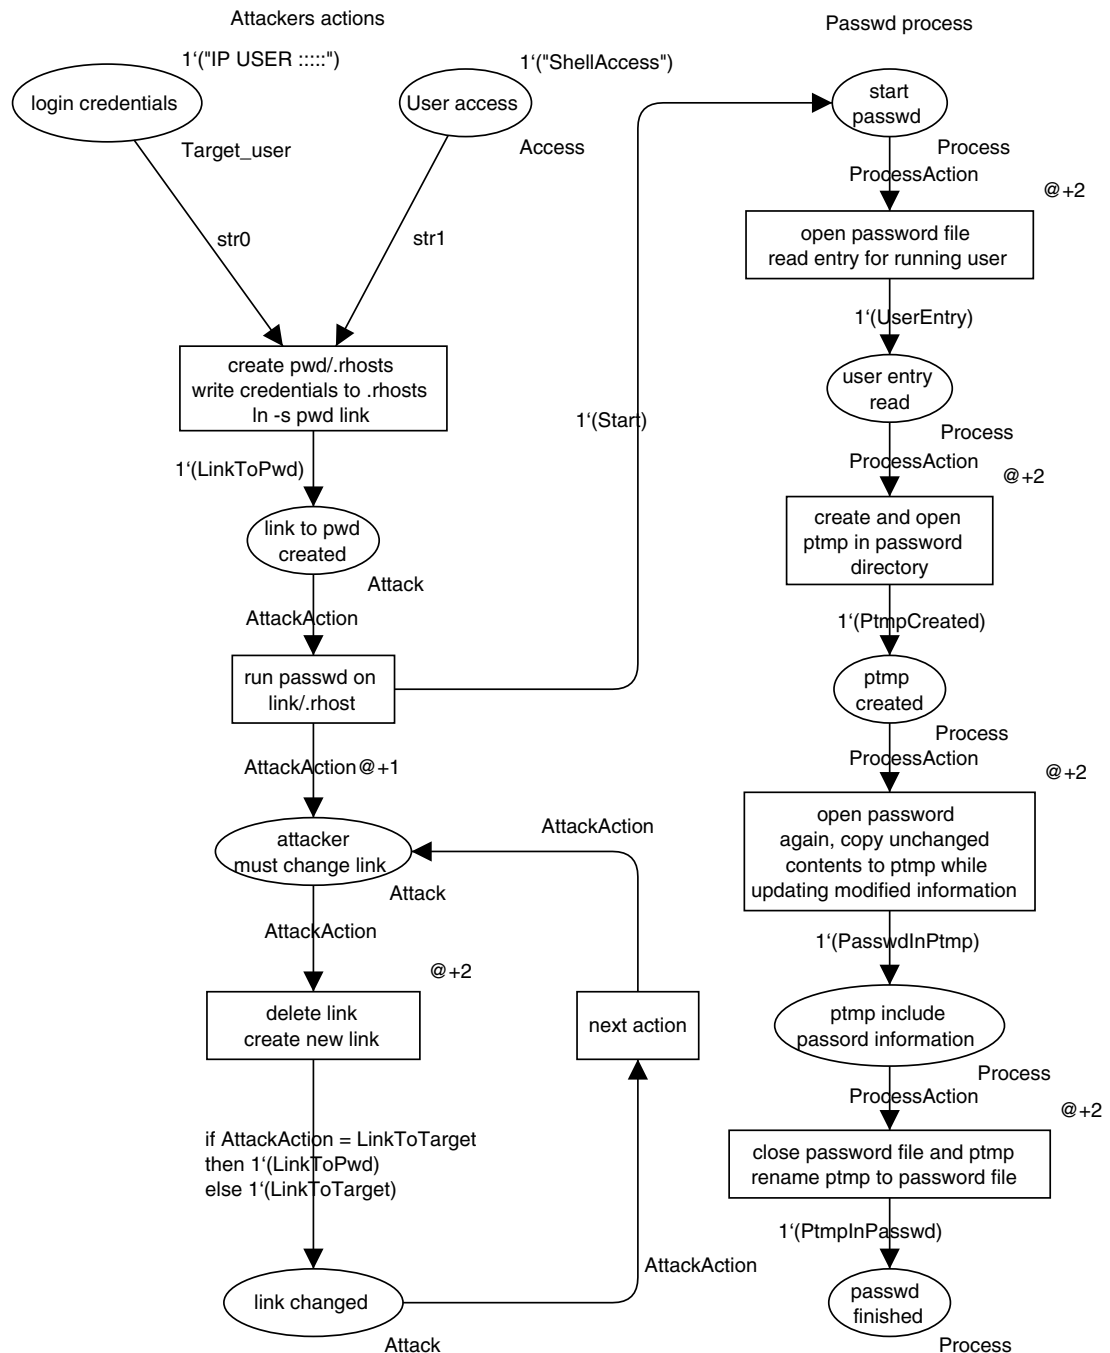 Attackers actions
1‘("IP USER :::::")
login credentials
Target_user
1‘("ShellAccess")
User access
Access
str0
str1
create pwd/.rhosts
write credentials to .rhosts
ln -s pwd link
1‘(LinkToPwd)
link to pwd
created
Attack
AttackAction
run passwd on
link/.rhost
1‘(Start)
AttackAction@+1
attacker
must change link
Attack
AttackAction
AttackAction
@+2
delete link
create new link
next action
if AttackAction = LinkToTarget
then 1‘(LinkToPwd)
else 1‘(LinkToTarget)
AttackAction
link changed
Attack
Passwd process
start
passwd
Process
ProcessAction
@+2
open password file
read entry for running user
1‘(UserEntry)
user entry
read
Process
ProcessAction
@+2
create and open
ptmp in password
directory
1‘(PtmpCreated)
ptmp
created
Process
ProcessAction
@+2
open password
again, copy unchanged
contents to ptmp while
updating modified information
1‘(PasswdInPtmp)
ptmp include
passord information
Process
ProcessAction
@+2
close password file and ptmp
rename ptmp to password file
1‘(PtmpInPasswd)
passwd
finished
Process